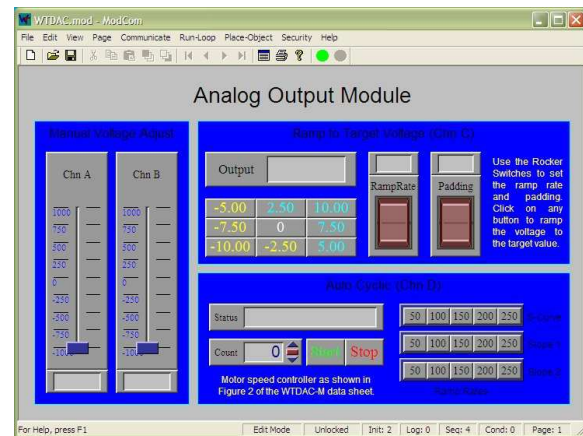 WTDAC.mod - ModCom
File Edit View Page Communicate Run-Loop Place-Object Security Help
Analog Output Module
Manual Voltage Adjust
Chn A
Chn B
1000
750
500
250
0
-250
-500
-750
-1000
1000
750
500
250
0
-250
-500
-750
-1000
Ramp to Target Voltage (Chn C)
Output
-5.00 2.50 10.00
-7.50 0 7.50
-10.00 -2.50 5.00
RampRate
Padding
Use the Rocker
Switches to set
the ramp rate
and padding.
Click on any
button to ramp
the voltage to
the target value.
Auto Cyclic (Chn D)
Status
Count 0 Start Stop
Motor speed controller as shown in
Figure 2 of the WTDAC-M data sheet.
50 100 150 200 250
50 100 150 200 250
50 100 150 200 250
Ramp Rates
For Help, press F1 Edit Mode Unlocked Init: 2 Log: 0 Seq: 4 Cond: 0 Page: 1